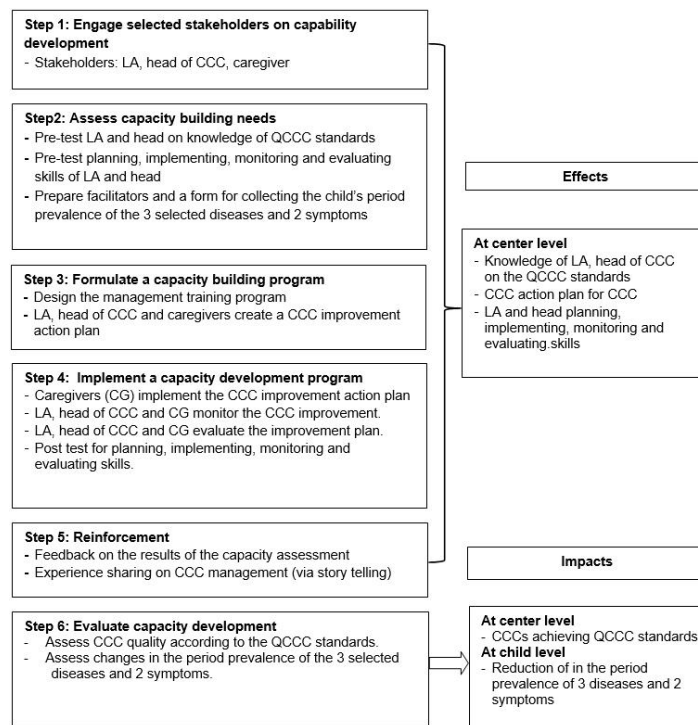 Step 1: Engage selected stakeholders on capability
development
- Stakeholders: LA, head of CCC, caregiver
Step2: Assess capacity building needs
- Pre-test LA and head on knowledge of QCCC standards
- Pre-test planning, implementing, monitoring and evaluating
skills of LA and head
- Prepare facilitators and a form for collecting the child's period
prevalence of the 3 selected diseases and 2 symptoms
Step 3: Formulate a capacity building program
- Design the management training program
- LA, head of CCC and caregivers create a CCC improvement
action plan
Step 4: Implement a capacity development program
- Caregivers (CG) implement the CCC improvement action plan
- LA, head of CCC and CG monitor the CCC improvement.
- LA, head of CCC and CG evaluate the improvement plan.
- Post test for planning, implementing, monitoring and
evaluating skills.
Step 5: Reinforcement
- Feedback on the results of the capacity assessment
- Experience sharing on CCC management (via story telling)
Step 6: Evaluate capacity development
- Assess CCC quality according to the QCCC standards.
- Assess changes in the period prevalence of the 3 selected
diseases and 2 symptoms.
Effects
At center level
- Knowledge of LA, head of CCC
on the QCCC standards
- CCC action plan for CCC
- LA and head planning,
implementing, monitoring and
evaluating.skills
Impacts
At center level
- CCCs achieving QCCC standards
At child level
- Reduction of in the period
prevalence of 3 diseases and 2
symptoms